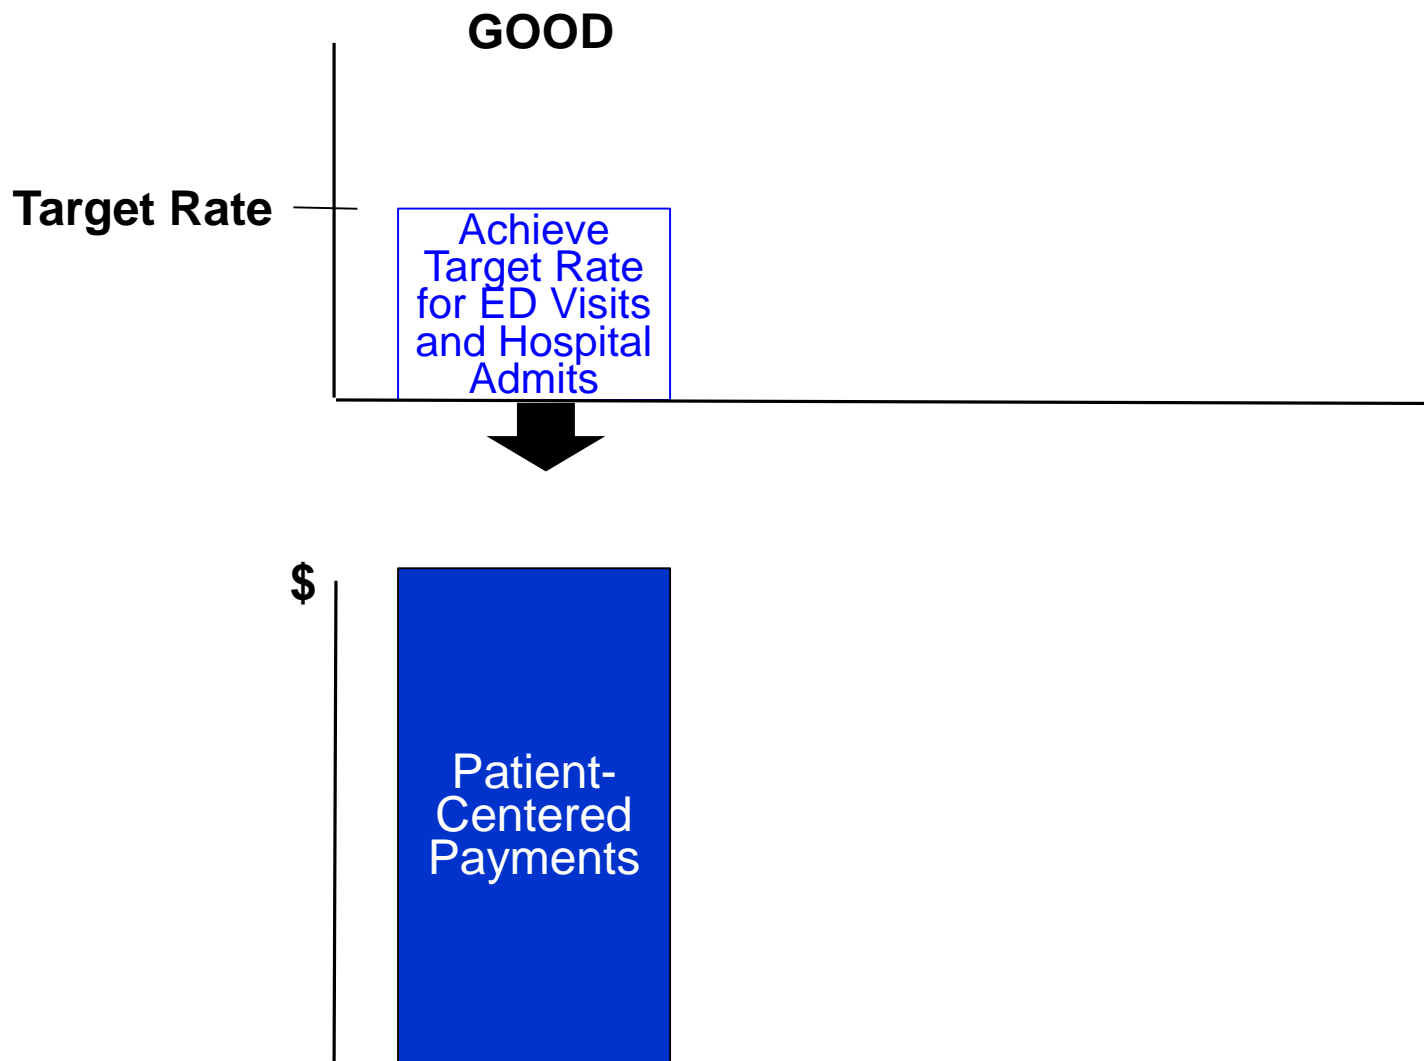 GOOD
Target Rate
Achieve
Target Rate
for ED Visits
and Hospital
Admits
$
Patient-
Centered
Payments